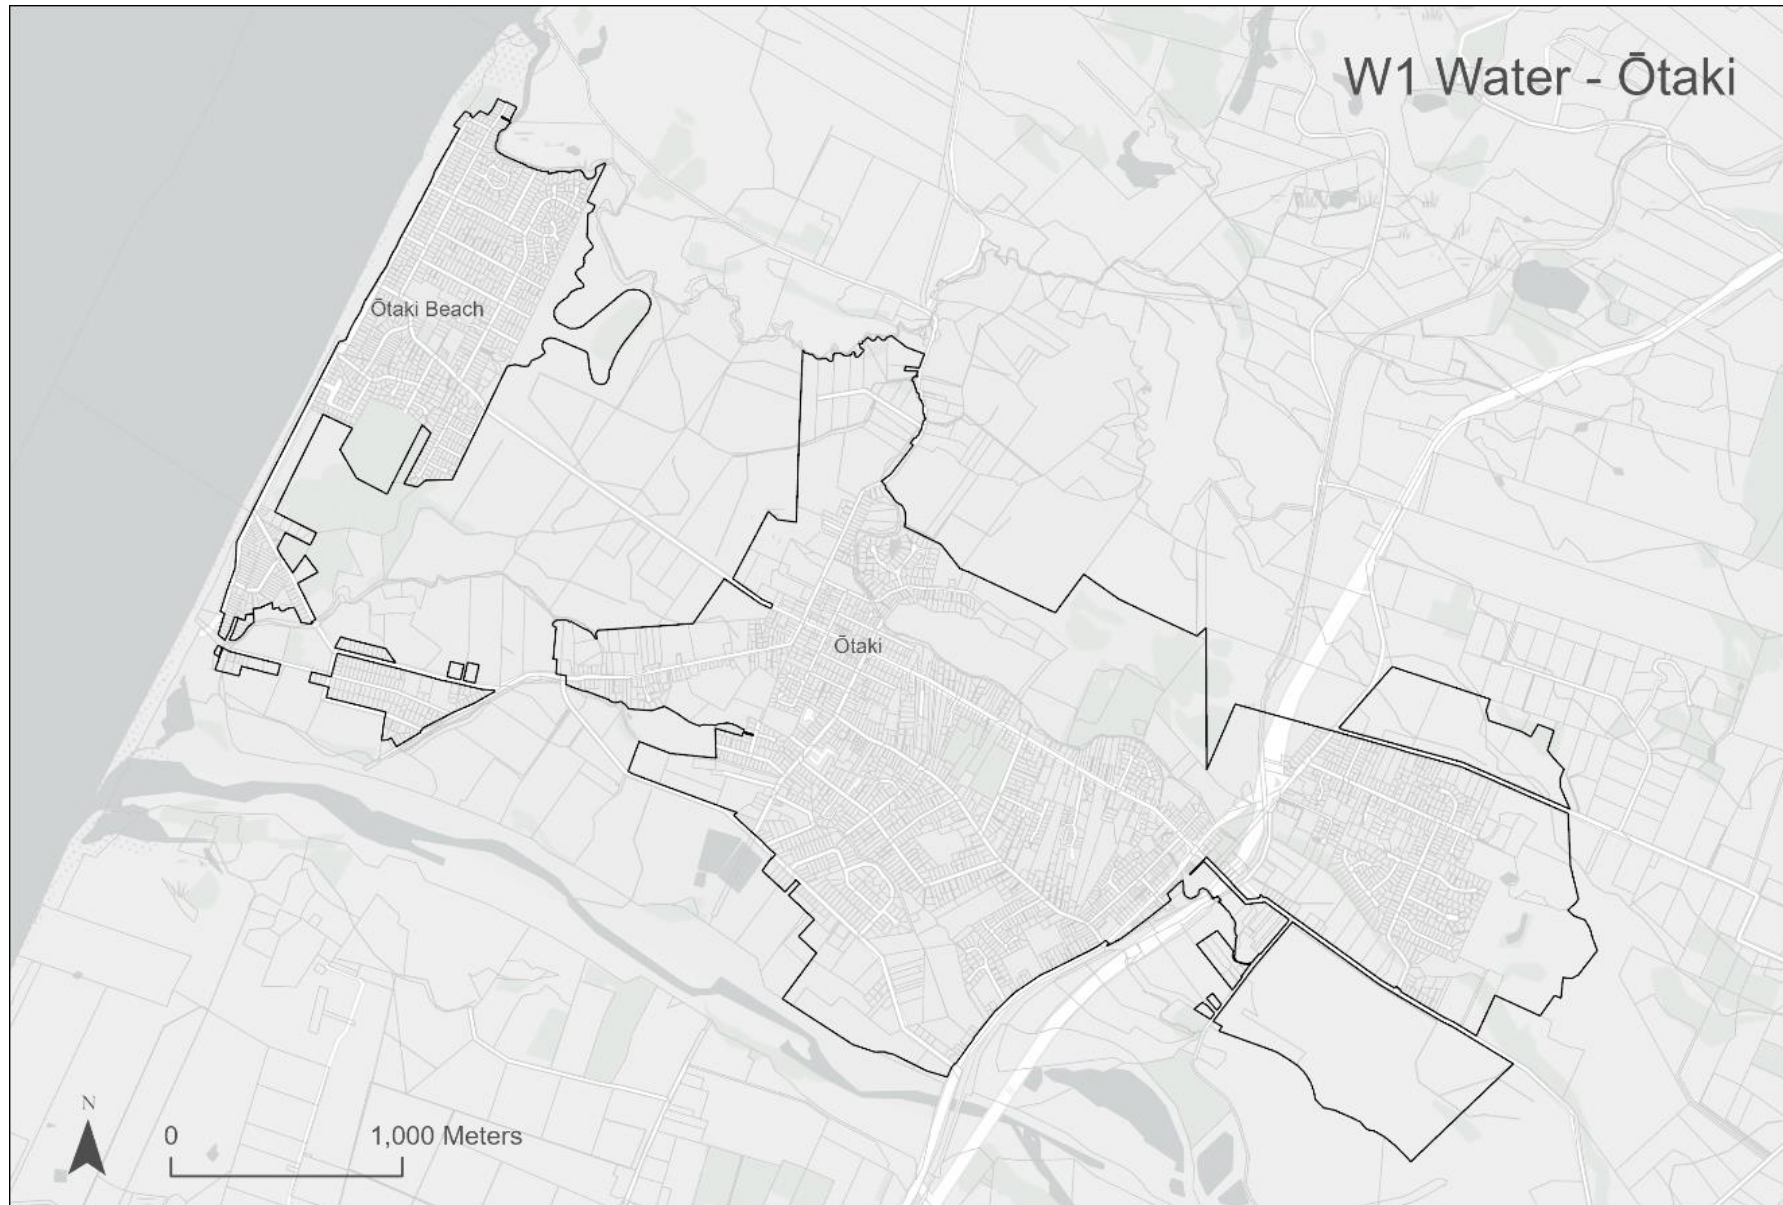 W1 Water - Ōtaki
Ōtaki Beach
Ōtaki
N
0 1,000 Meters